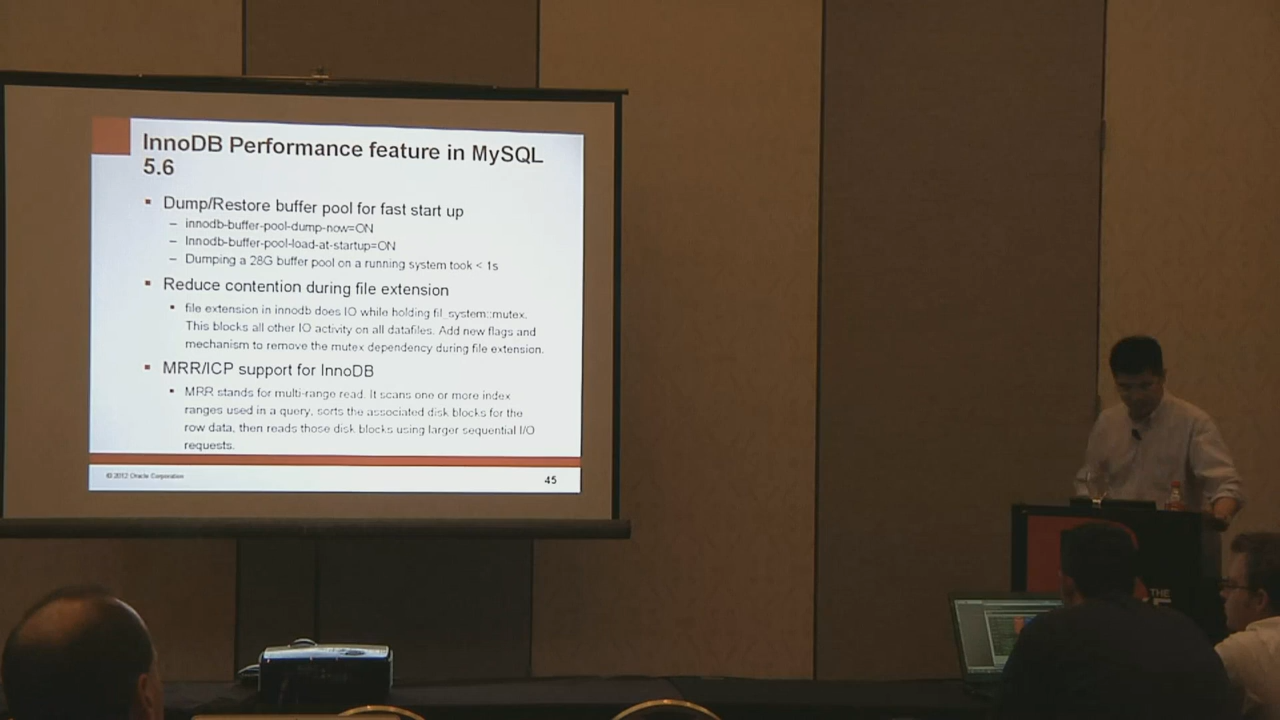 InnoDB Performance feature in MySQL
5.6
▪ Dump/Restore buffer pool for fast start up
– innodb-buffer-pool-dump-now=ON
– Innodb-buffer-pool-load-at-startup=ON
– Dumping a 28G buffer pool on a running system took < 1s
▪ Reduce contention during file extension
▪ file extension in innodb does IO while holding fil_system::mutex.
This blocks all other IO activity on all datafiles. Add new flags and
mechanism to remove the mutex dependency during file extension.
▪ MRR/ICP support for InnoDB
▪ MRR stands for multi-range read. It scans one or more index
ranges used in a query, sorts the associated disk blocks for the
row data, then reads those disk blocks using larger sequential I/O
requests.
© 2012 Oracle Corporation
45
THE